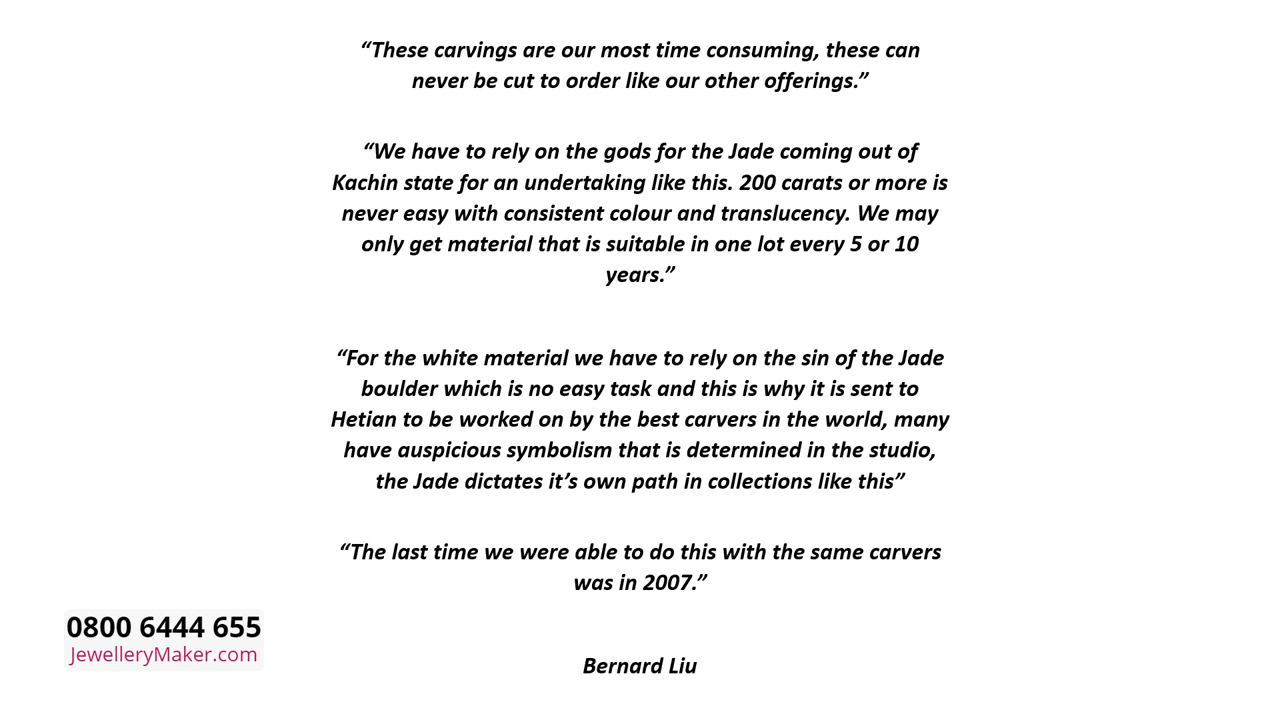 “These carvings are our most time consuming, these can
never be cut to order like our other offerings.”
“We have to rely on the gods for the Jade coming out of
Kachin state for an undertaking like this. 200 carats or more is
never easy with consistent colour and translucency. We may
only get material that is suitable in one lot every 5 or 10
years.”
“For the white material we have to rely on the sin of the Jade
boulder which is no easy task and this is why it is sent to
Hetian to be worked on by the best carvers in the world, many
have auspicious symbolism that is determined in the studio,
the Jade dictates it’s own path in collections like this”
“The last time we were able to do this with the same carvers
was in 2007.”
Bernard Liu
0800 6444 655
JewelleryMaker.com